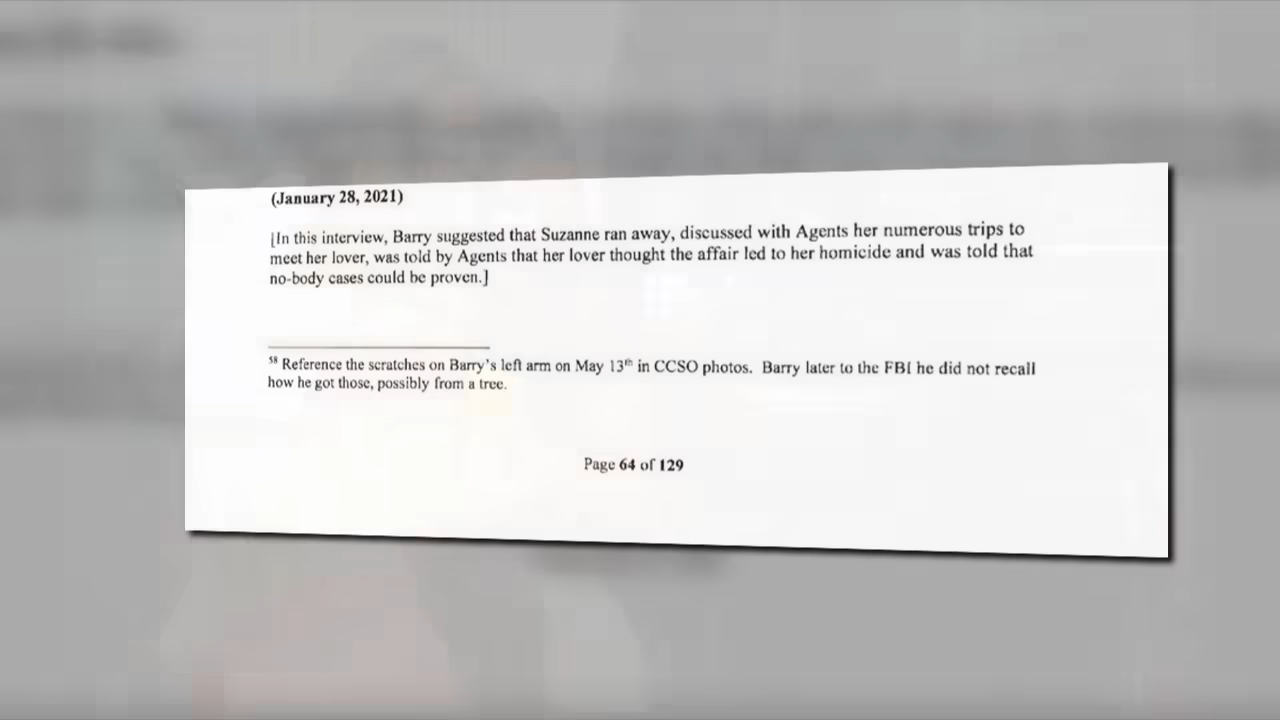 (January 28, 2021)
[In this interview, Barry suggested that Suzanne ran away, discussed with Agents her numerous trips to
meet her lover, was told by Agents that her lover thought the affair led to her homicide and was told that
no-body cases could be proven.]
58 Reference the scratches on Barry's left arm on May 13th in CCSO photos. Barry later to the FBI he did not recall
how he got those, possibly from a tree.
Page 64 of 129